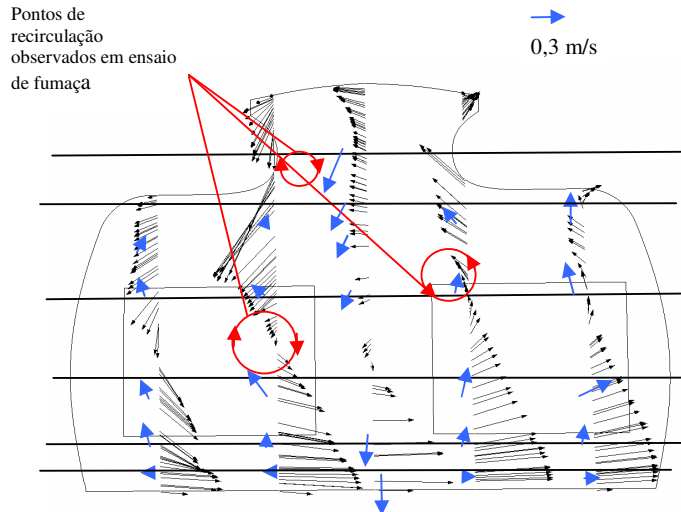 Pontos de
recirculação
observados em ensaio
de fumaça
0,3 m/s